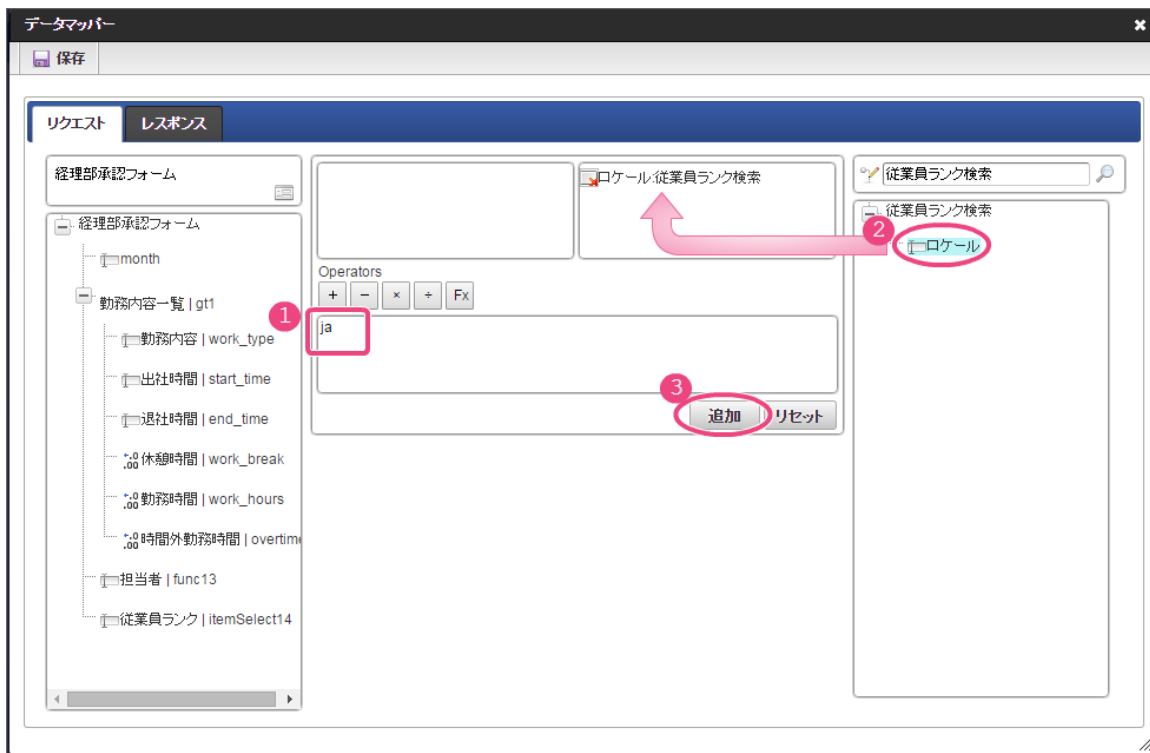 データマッパー
保存
リクエスト
レスポンス
経理部承認フォーム
経理部承認フォーム
month
勤務内容一覧 | gt1
勤務内容 | work_type
出社時間 | start_time
退社時間 | end_time
休憩時間 | work_break
勤務時間 | work_hours
時間外勤務時間 | overtim
担当者 | func13
従業員ランク | itemSelect14
ロケール:従業員ランク検索
Operators
+ − × ÷ Fx
1
ja
3
追加
リセット
従業員ランク検索
従業員ランク検索
2
ロケール